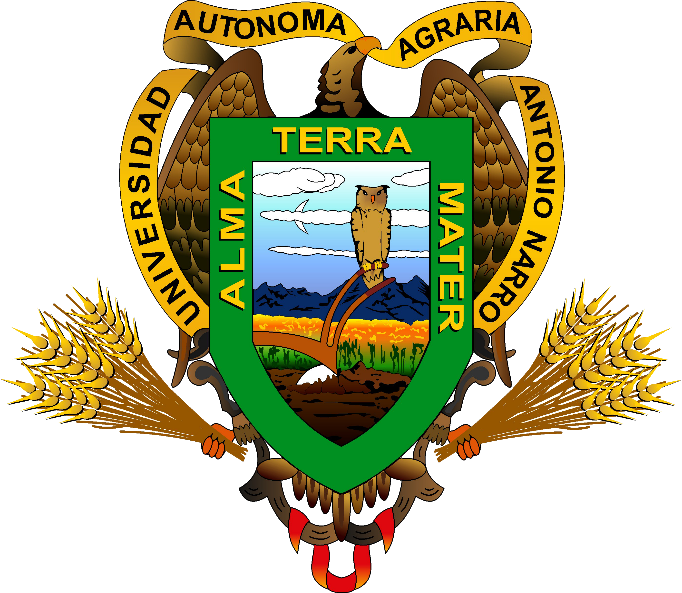 UNIVERSIDAD AUTONOMA AGRARIA ANTONIO NARRO
ALMA TERRA MATER